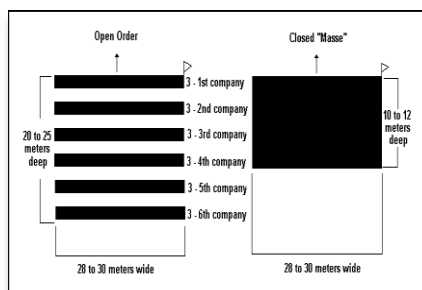 Open Order
Closed "Masse"
3 - 1st company
3 - 2nd company
3 - 3rd company
3 - 4th company
3 - 5th company
3 - 6th company
20 to 25
meters
deep
10 to 12
meters
deep
28 to 30 meters wide
28 to 30 meters wide